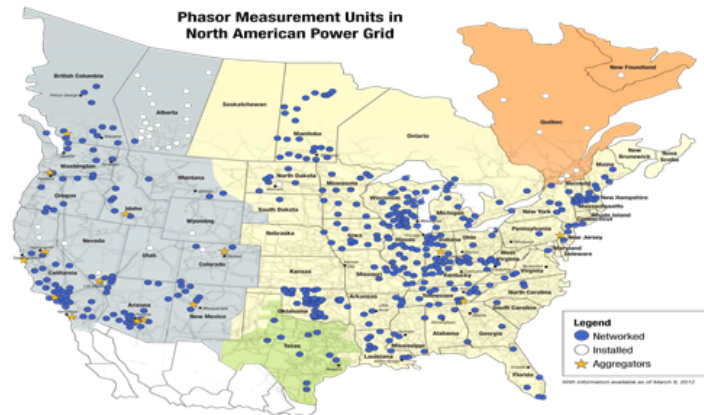 Phasor Measurement Units in
North American Power Grid
British Columbia
Alberta
Saskatchewan
Manitoba
Ontario
Québec
New Foundland
New
Brunswick
Nova
Scotia
Maine
Vermont
New Hampshire
Massachusetts
Rhode Island
Connecticut
New York
New Jersey
Pennsylvania
Maryland
Delaware
Washington
Oregon
Idaho
Montana
Wyoming
Nevada
Utah
Colorado
California
Arizona
New Mexico
North Dakota
South Dakota
Nebraska
Kansas
Oklahoma
Texas
Minnesota
Iowa
Missouri
Arkansas
Louisiana
Wisconsin
Illinois
Michigan
Indiana
Ohio
Kentucky
Tennessee
Mississippi
Alabama
Georgia
Florida
West
Virginia
Virginia
North Carolina
South Carolina
Legend
Networked
Installed
Aggregators
With information available as of March 9, 2012